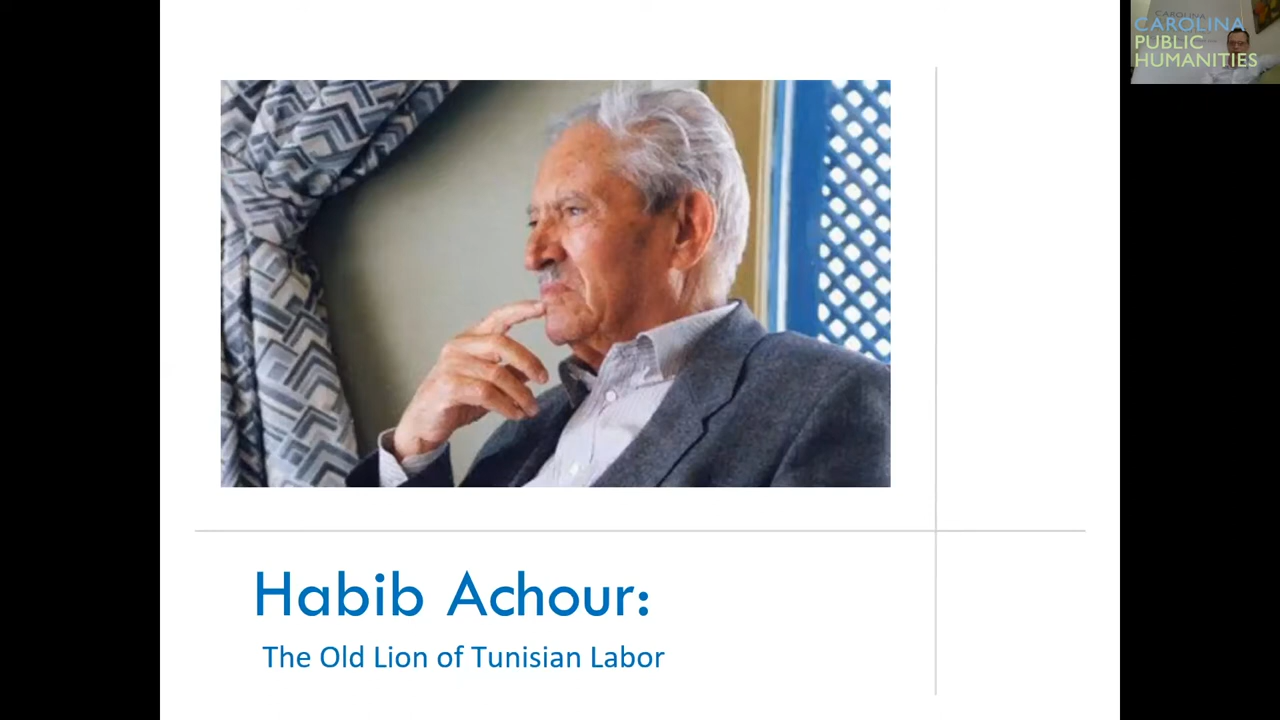 CAROLINA
PUBLIC
HUMANITIES
Habib Achour:
The Old Lion of Tunisian Labor